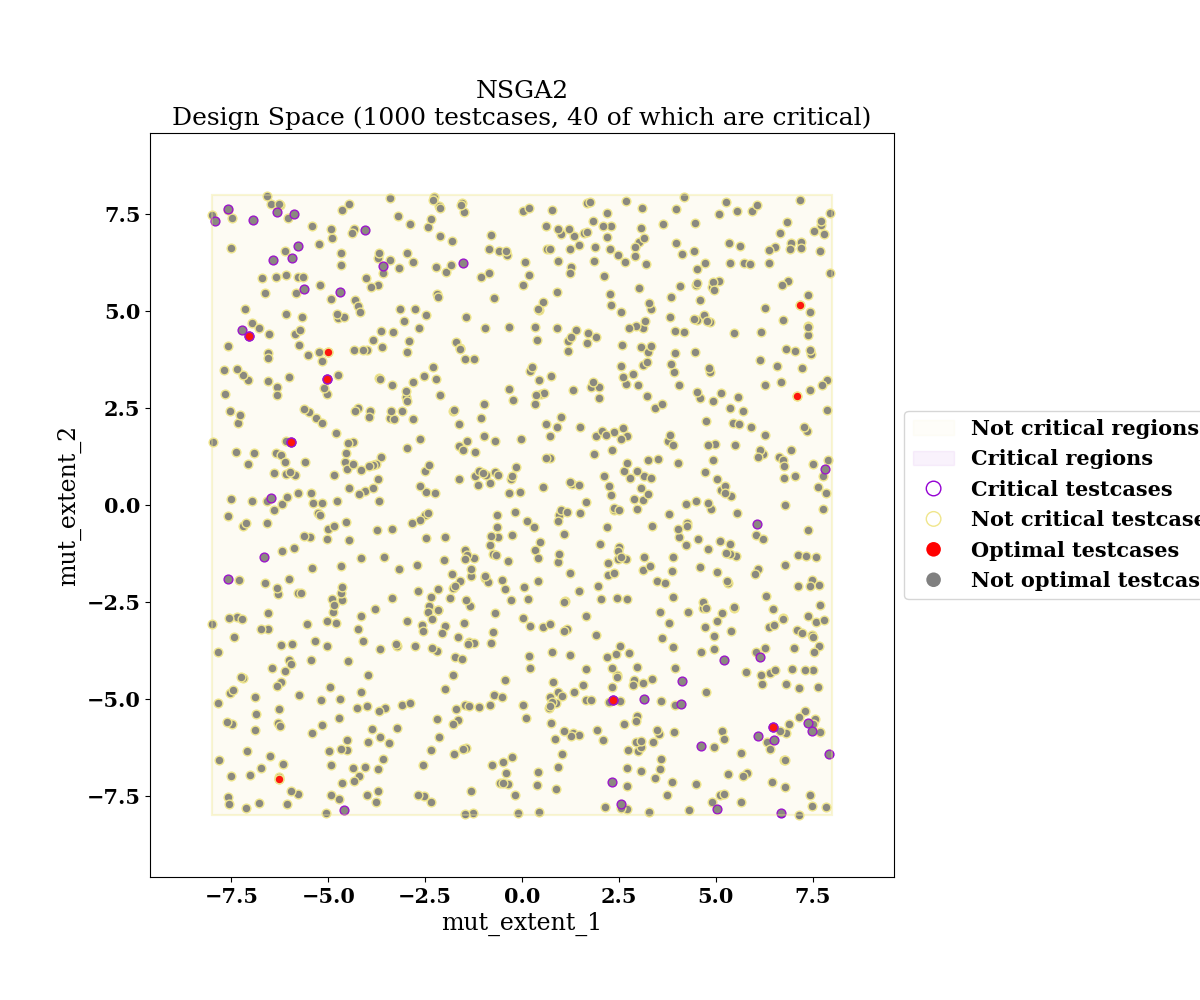 NSGA2
Design Space (1000 testcases, 40 of which are critical)
7.5
5.0
2.5
0.0
−2.5
−5.0
−7.5
mut_extent_2
−7.5
−5.0
−2.5
0.0
2.5
5.0
7.5
mut_extent_1
Not critical regions
Critical regions
Critical testcases
Not critical testcase
Optimal testcases
Not optimal testcas